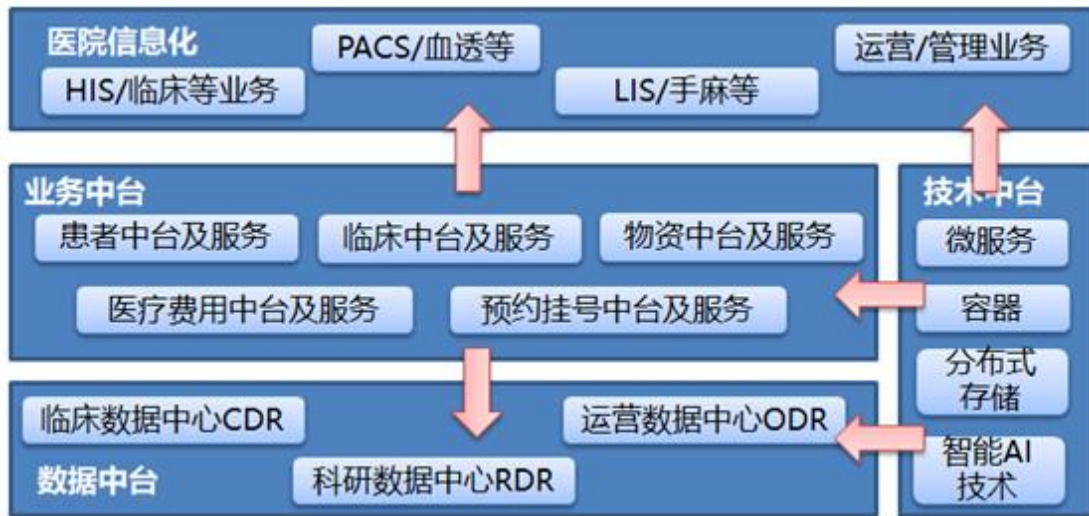 医院信息化
PACS/血透等
运营/管理业务
HIS/临床等业务
LIS/手麻等
业务中台
患者中台及服务
临床中台及服务
物资中台及服务
医疗费用中台及服务
预约挂号中台及服务
技术中台
微服务
容器
分布式
存储
智能AI
技术
临床数据中心CDR
运营数据中心ODR
数据中台
科研数据中心RDR